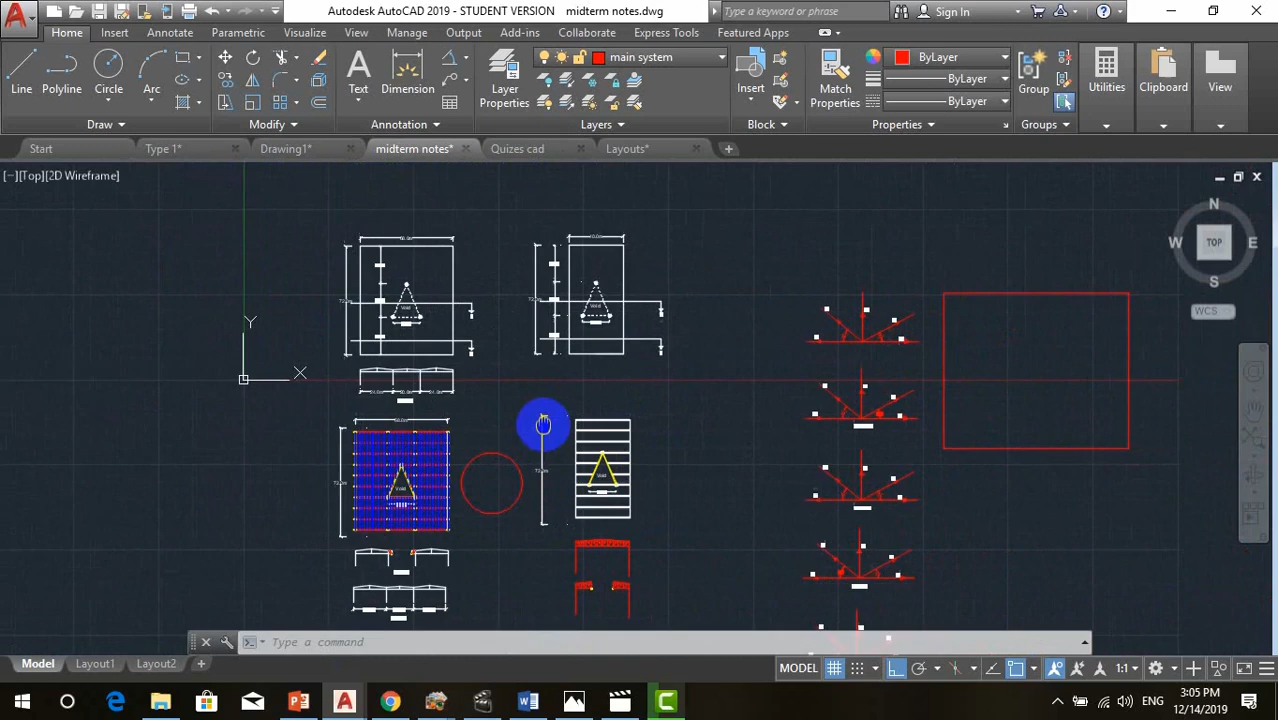 Autodesk AutoCAD 2019 - STUDENT VERSION    midterm notes.dwg
Type a keyword or phrase
Sign In
Home Insert Annotate Parametric Visualize View Manage Output Add-ins Collaborate Express Tools Featured Apps
main system
ByLayer
Line Polyline Circle Arc
Text Dimension
Layer Properties
Insert
Match Properties
ByLayer
ByLayer
Group
Utilities
Clipboard
View
Draw Modify Annotation Layers Block Properties Groups
Start Type 1* Drawing1* midterm notes* Quizes cad Layouts*
[−][Top][2D Wireframe]
N
W TOP E
S
WCS
Y
X
Void
Void
Void
Void
Type a command
Model Layout1 Layout2 +
MODEL 1:1
ENG
3:05 PM
12/14/2019